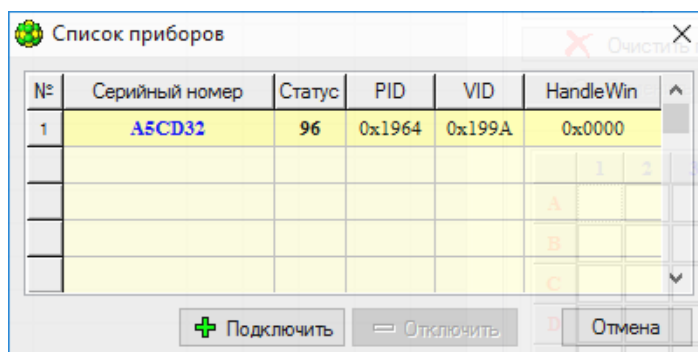 Список приборов
Очистить
№ Серийный номер Статус PID VID HandleWin
1 A5CD32 96 0x1964 0x199A 0x0000
1 2 3
A
B
C
D
Подключить Отключить Отмена